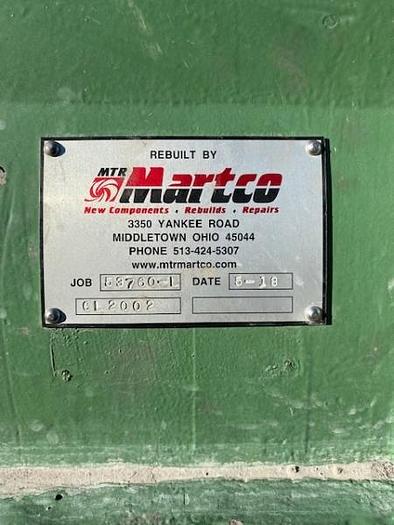 REBUILT BY
MTR Martco
New Components • Rebuilds • Repairs
3350 YANKEE ROAD
MIDDLETOWN OHIO 45044
PHONE 513-424-5307
www.mtrmartco.com
JOB 53760-1 DATE 5-18
GL2002